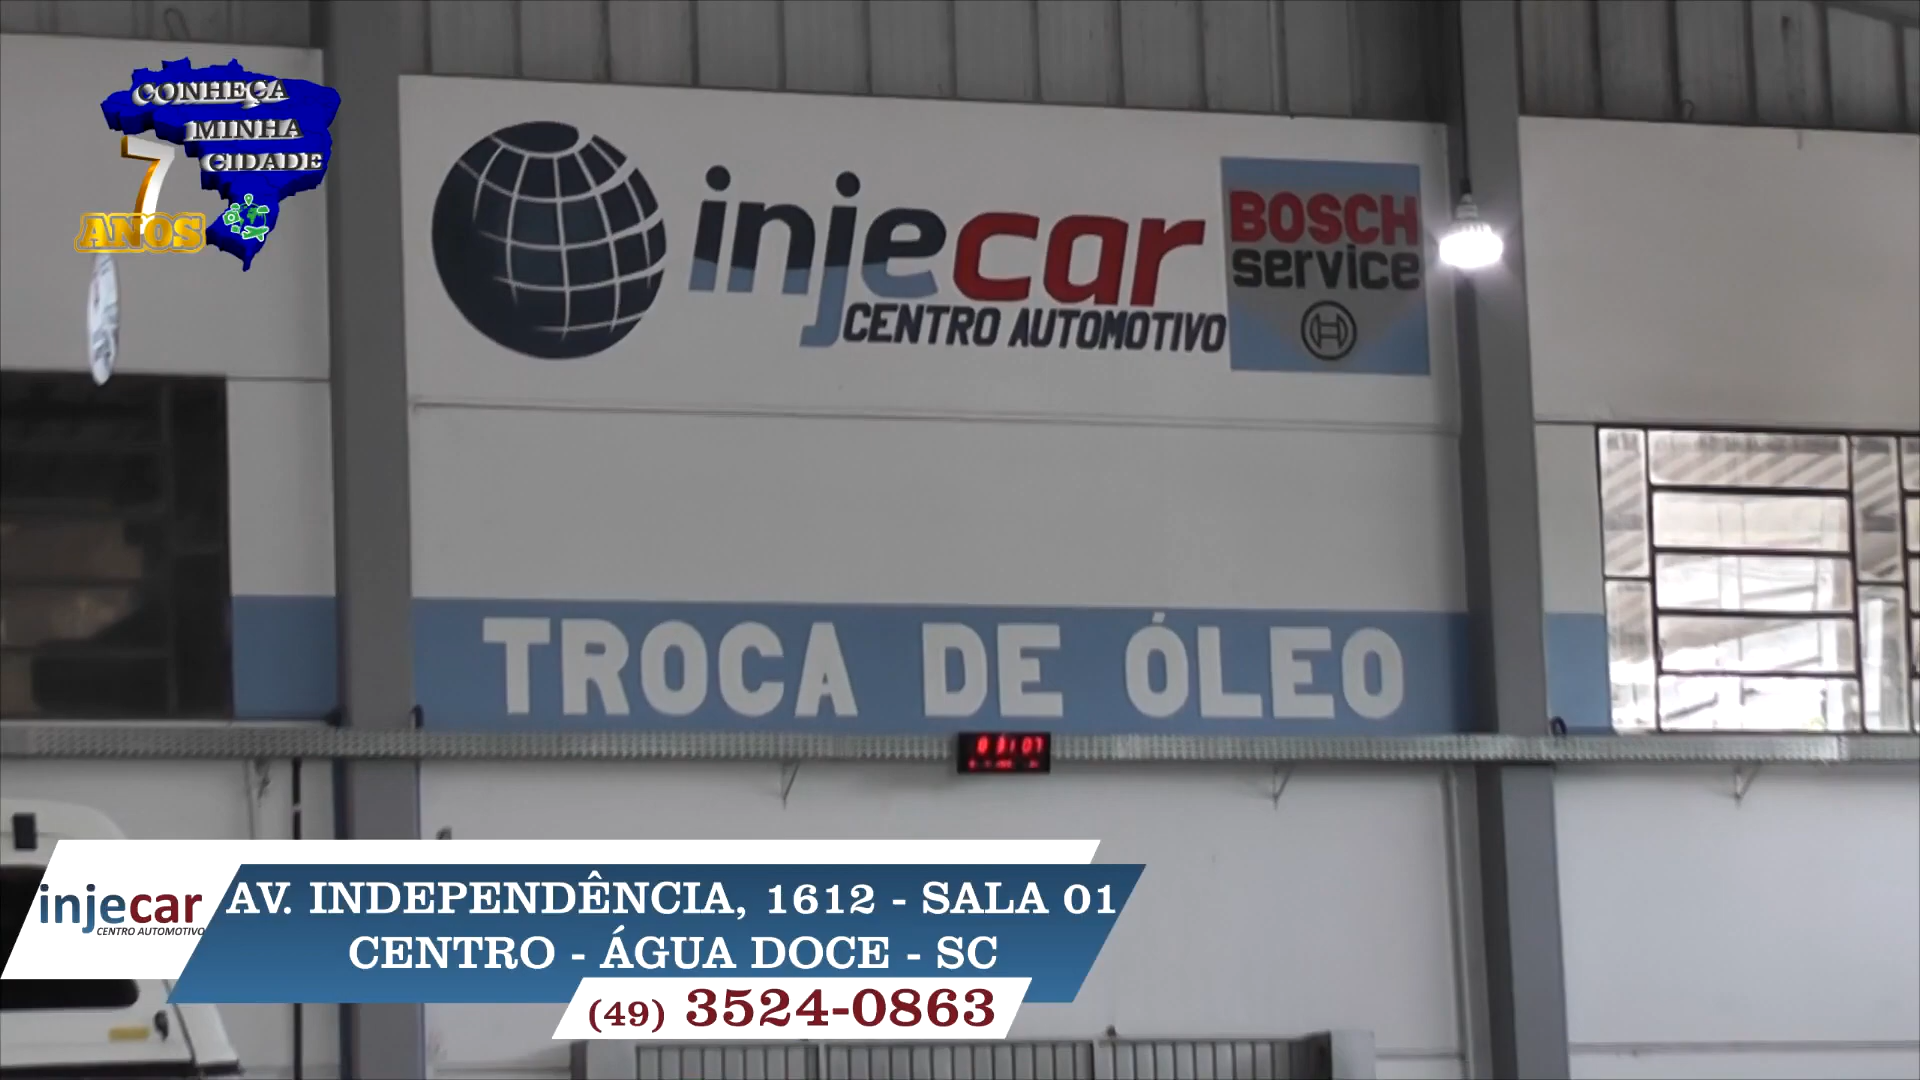 CONHEÇA
MINHA
CIDADE
7
ANOS
injecar
CENTRO AUTOMOTIVO
BOSCH
service
TROCA DE ÓLEO
injecar
CENTRO AUTOMOTIVO
AV. INDEPENDÊNCIA, 1612 - SALA 01
CENTRO - ÁGUA DOCE - SC
(49) 3524-0863